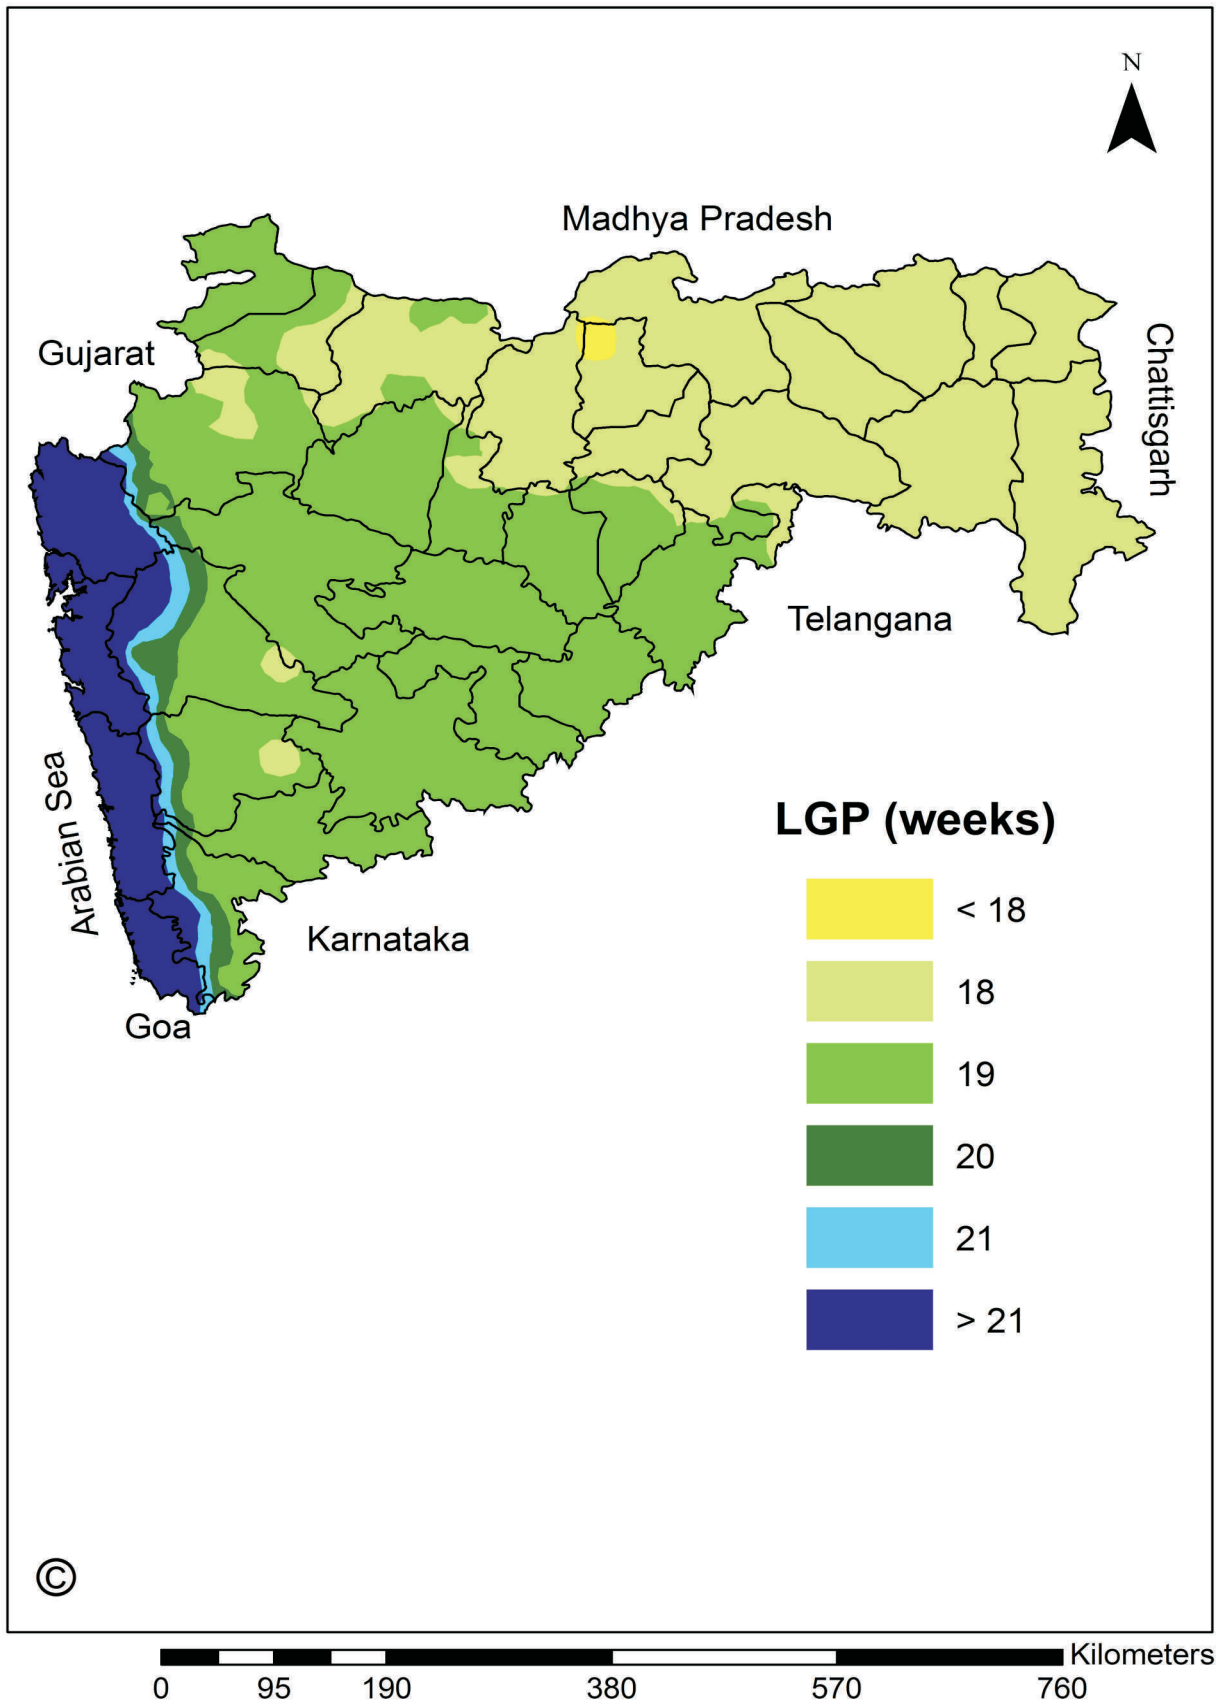 N
Madhya Pradesh
Gujarat
Chattisgarh
Telangana
Arabian Sea
Karnataka
Goa
LGP (weeks)
< 18
18
19
20
21
> 21
©
Kilometers
0 95 190 380 570 760